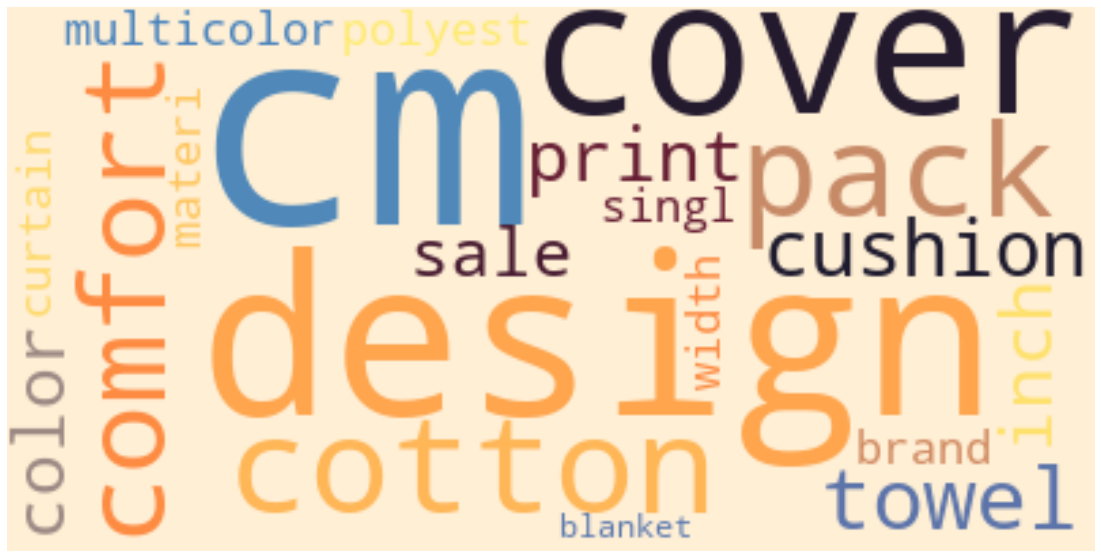 multicolor
polyest
cover
cm
comfort
materi
print
pack
singl
curtain
sale
cushion
design
width
inch
color
cotton
brand
towel
blanket